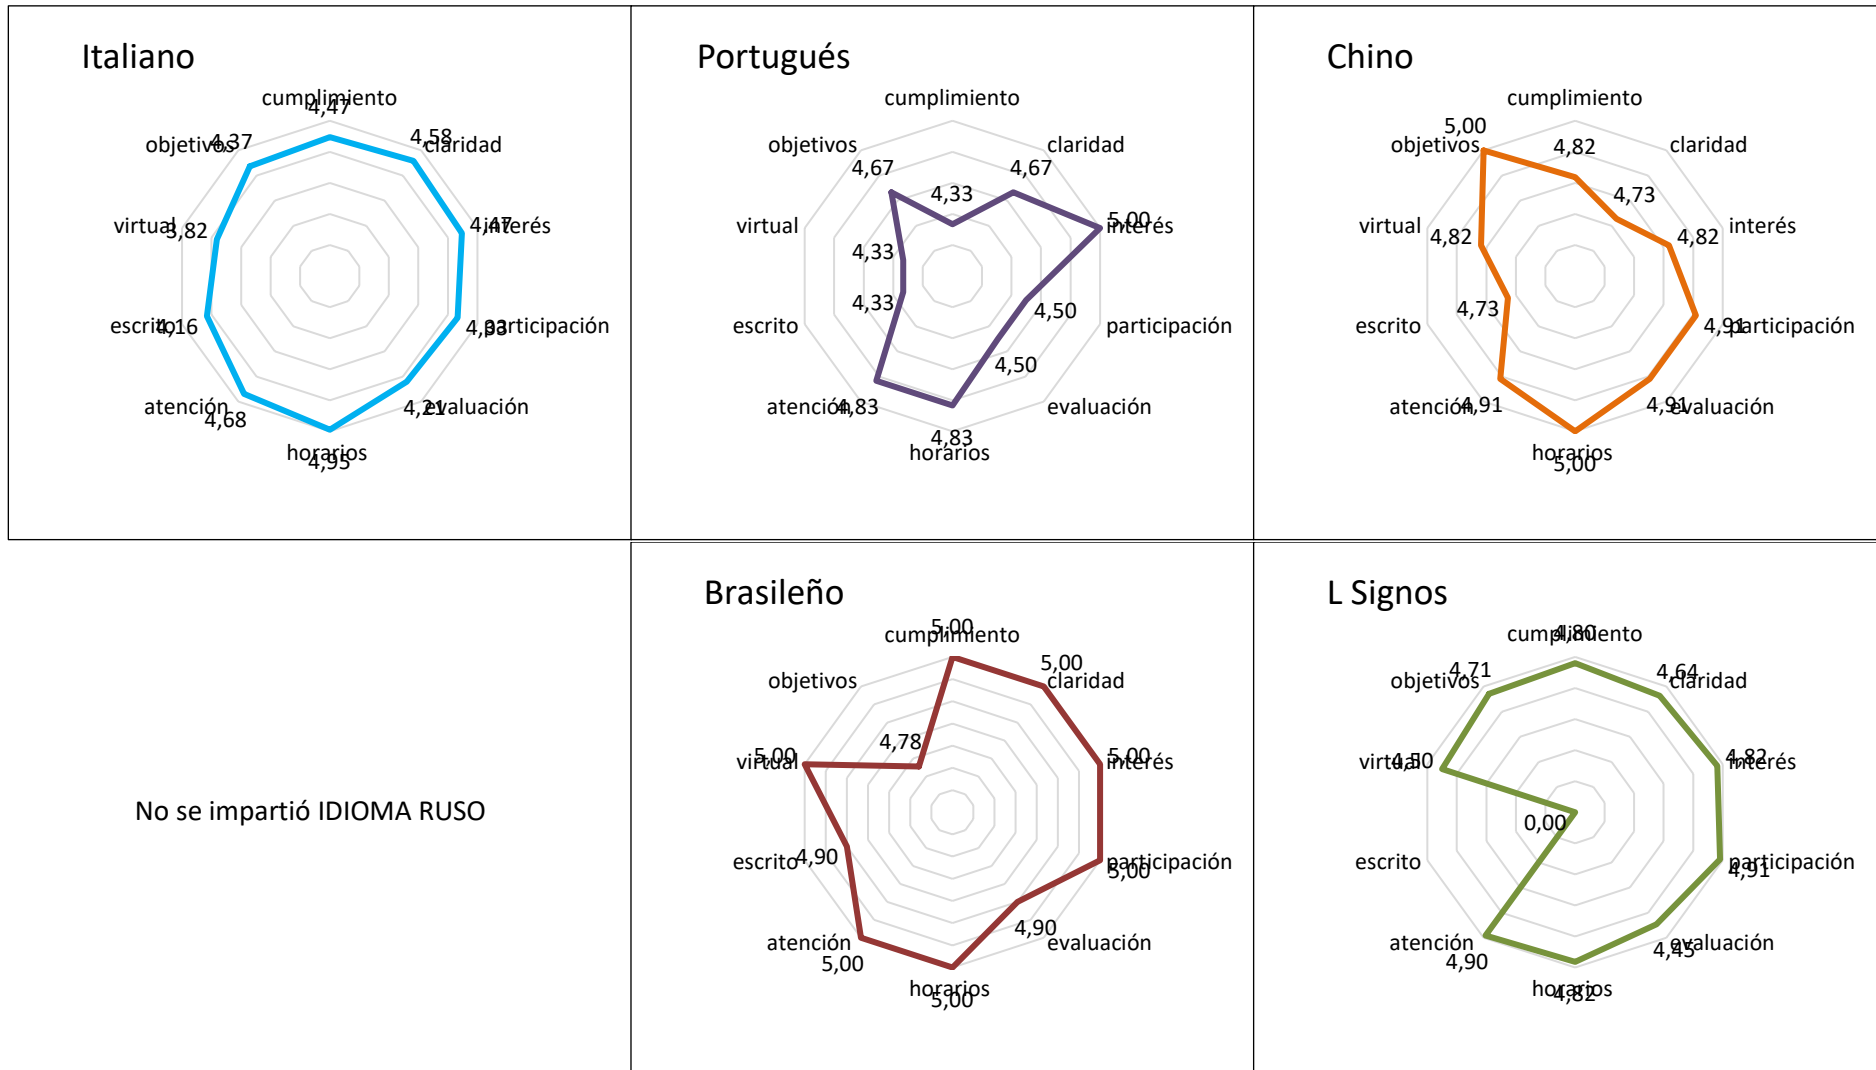 Italiano
cumplimiento
4,47
4,58
claridad
4,47
interés
4,33
participación
4,21
evaluación
4,95
horarios
4,68
atención
4,16
escrito
3,82
virtual
4,37
objetivos
Portugués
cumplimiento
4,33
claridad
4,67
5,00
interés
4,50
participación
4,50
evaluación
4,83
horarios
4,83
atención
4,33
escrito
4,33
virtual
4,67
objetivos
Chino
cumplimiento
4,82
claridad
4,73
interés
4,82
4,91
participación
4,91
evaluación
5,00
horarios
4,91
atención
4,73
escrito
4,82
virtual
5,00
objetivos
No se impartió IDIOMA RUSO
Brasileño
5,00
cumplimiento
5,00
claridad
5,00
interés
5,00
participación
4,90
evaluación
5,00
horarios
5,00
atención
4,90
escrito
5,00
virtual
4,78
objetivos
L Signos
4,80
cumplimiento
4,64
claridad
4,82
interés
4,91
participación
4,45
evaluación
4,82
horarios
4,90
atención
0,00
escrito
4,50
virtual
4,71
objetivos